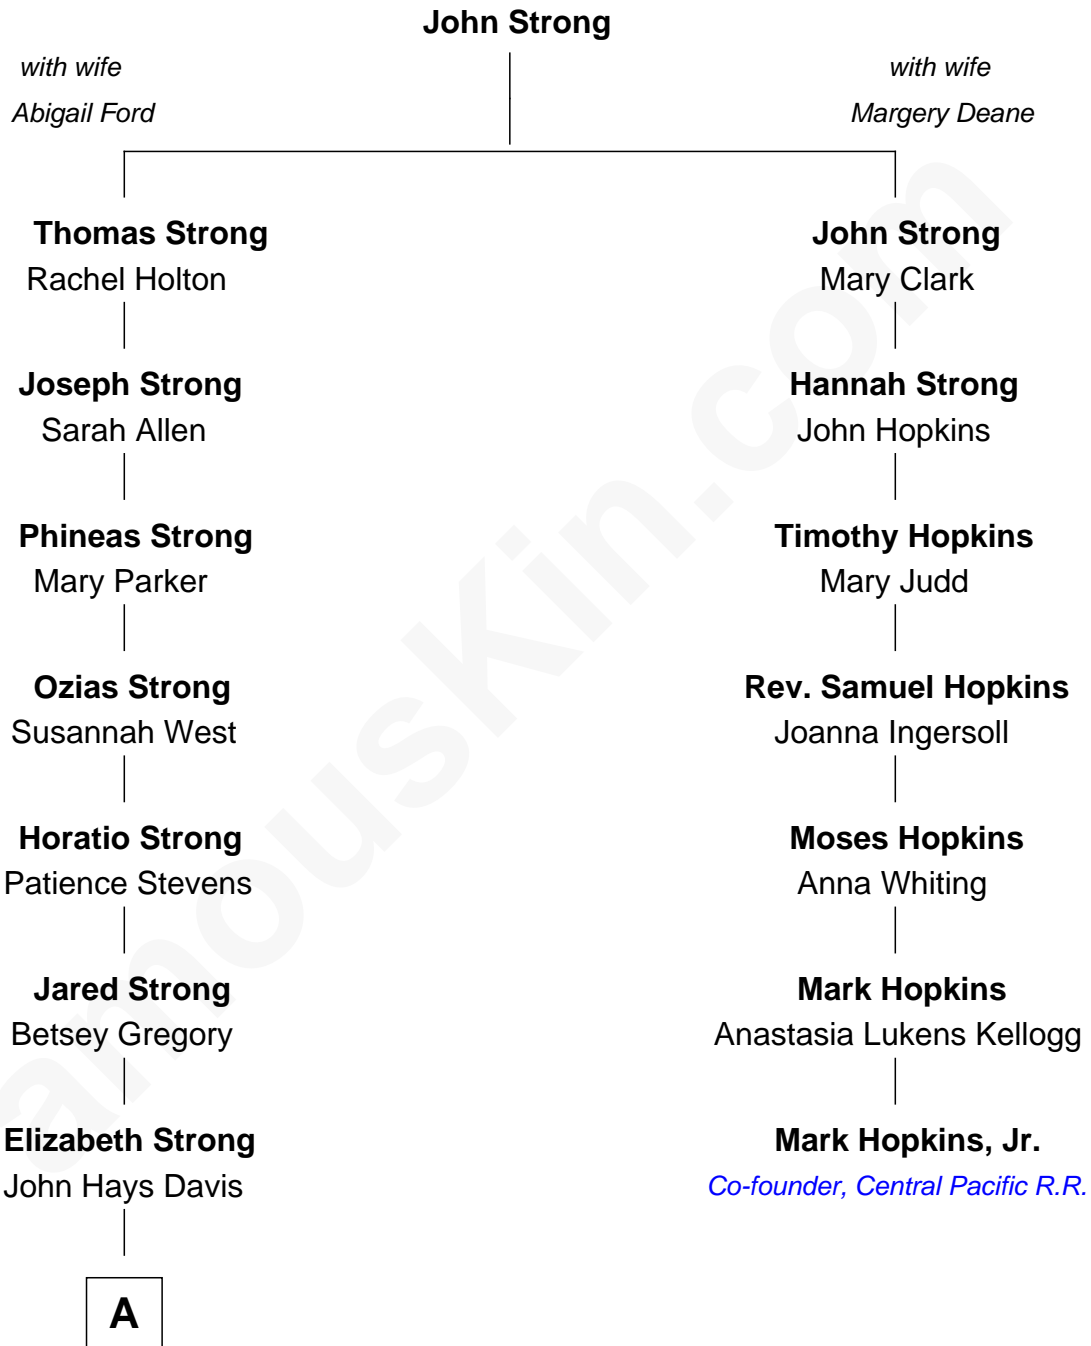 John Strong
with wife
Abigail Ford
with wife
Margery Deane
Thomas Strong
Rachel Holton
John Strong
Mary Clark
Joseph Strong
Sarah Allen
Hannah Strong
John Hopkins
Phineas Strong
Mary Parker
Timothy Hopkins
Mary Judd
Ozias Strong
Susannah West
Rev. Samuel Hopkins
Joanna Ingersoll
Horatio Strong
Patience Stevens
Moses Hopkins
Anna Whiting
Jared Strong
Betsey Gregory
Mark Hopkins
Anastasia Lukens Kellogg
Elizabeth Strong
John Hays Davis
Mark Hopkins, Jr.
Co-founder, Central Pacific R.R.
A
amousKin.com